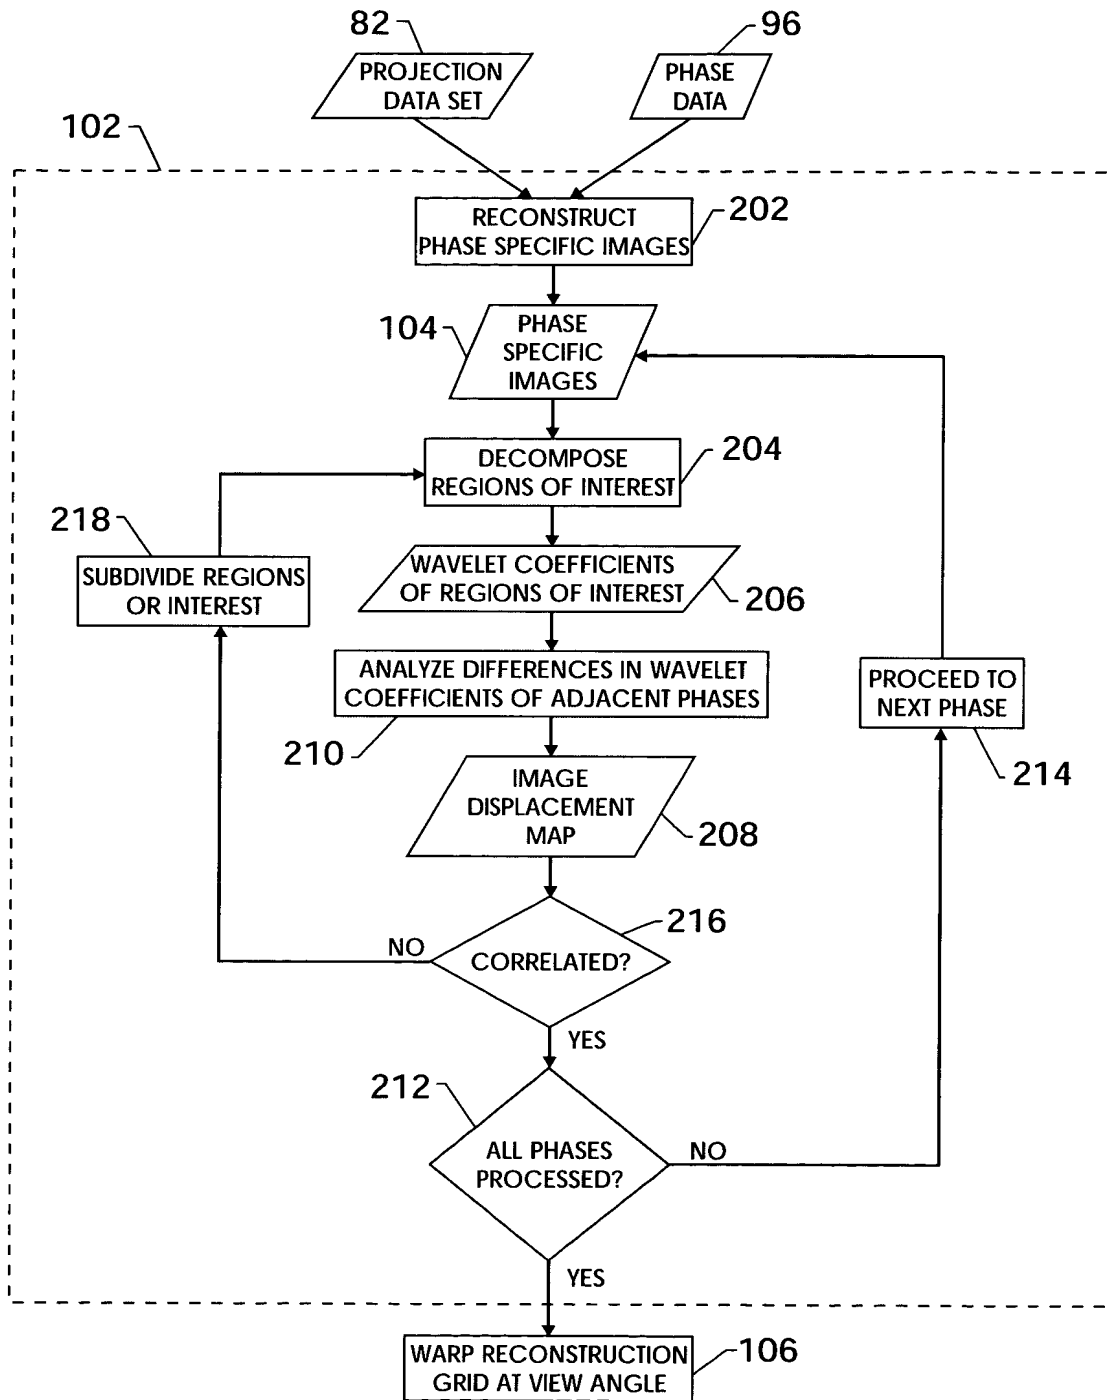 82
96
PROJECTION
DATA SET
PHASE
DATA
102
RECONSTRUCT
PHASE SPECIFIC IMAGES
202
104
PHASE
SPECIFIC
IMAGES
DECOMPOSE
REGIONS OF INTEREST
204
218
SUBDIVIDE REGIONS
OR INTEREST
WAVELET COEFFICIENTS
OF REGIONS OF INTEREST
206
ANALYZE DIFFERENCES IN WAVELET
COEFFICIENTS OF ADJACENT PHASES
210
PROCEED TO
NEXT PHASE
214
IMAGE
DISPLACEMENT
MAP
208
216
NO
CORRELATED?
YES
212
ALL PHASES
PROCESSED?
NO
YES
WARP RECONSTRUCTION
GRID AT VIEW ANGLE
106